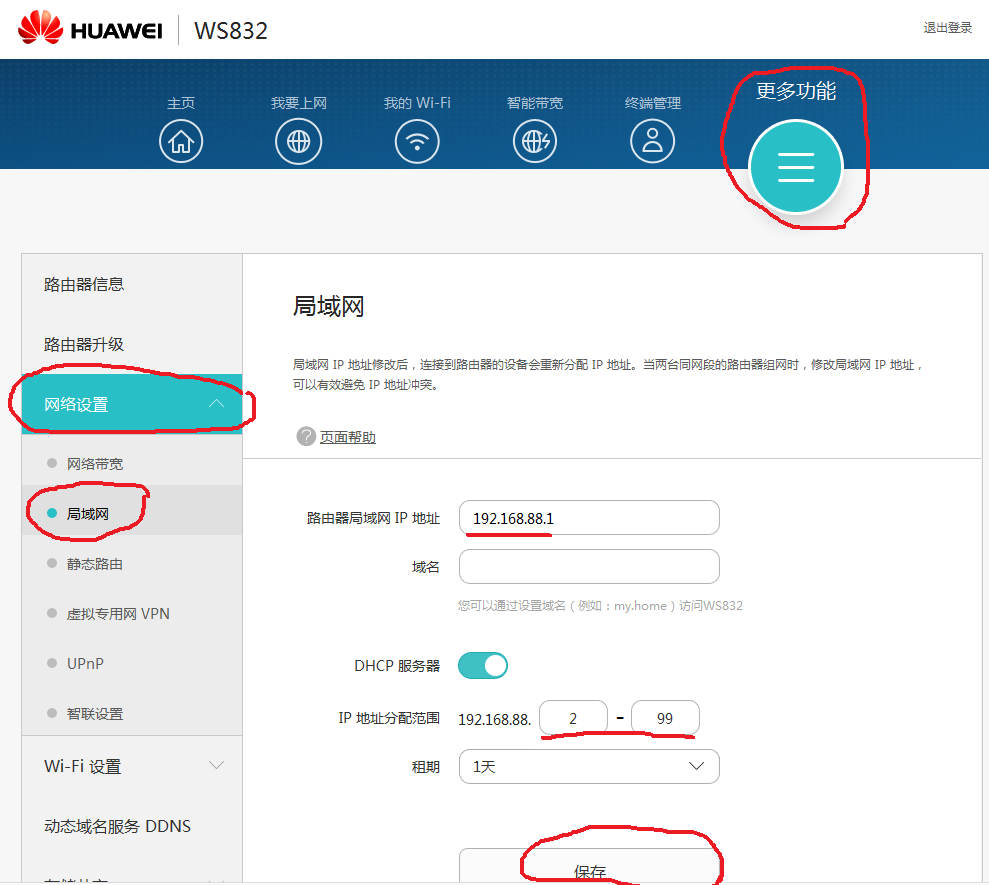 HUAWEI WS832 退出登录
主页 我要上网 我的 Wi-Fi 智能带宽 终端管理 更多功能
路由器信息
路由器升级
网络设置
网络带宽
局域网
静态路由
虚拟专用网 VPN
UPnP
智联设置
Wi-Fi 设置
动态域名服务 DDNS
局域网
局域网 IP 地址修改后，连接到路由器的设备会重新分配 IP 地址。当两台同网段的路由器组网时，修改局域网 IP 地址，
可以有效避免 IP 地址冲突。
? 页面帮助
路由器局域网 IP 地址 192.168.88.1
域名
您可以通过设置域名（例如：my.home）访问WS832
DHCP 服务器
IP 地址分配范围 192.168.88. 2 - 99
租期 1天
保存